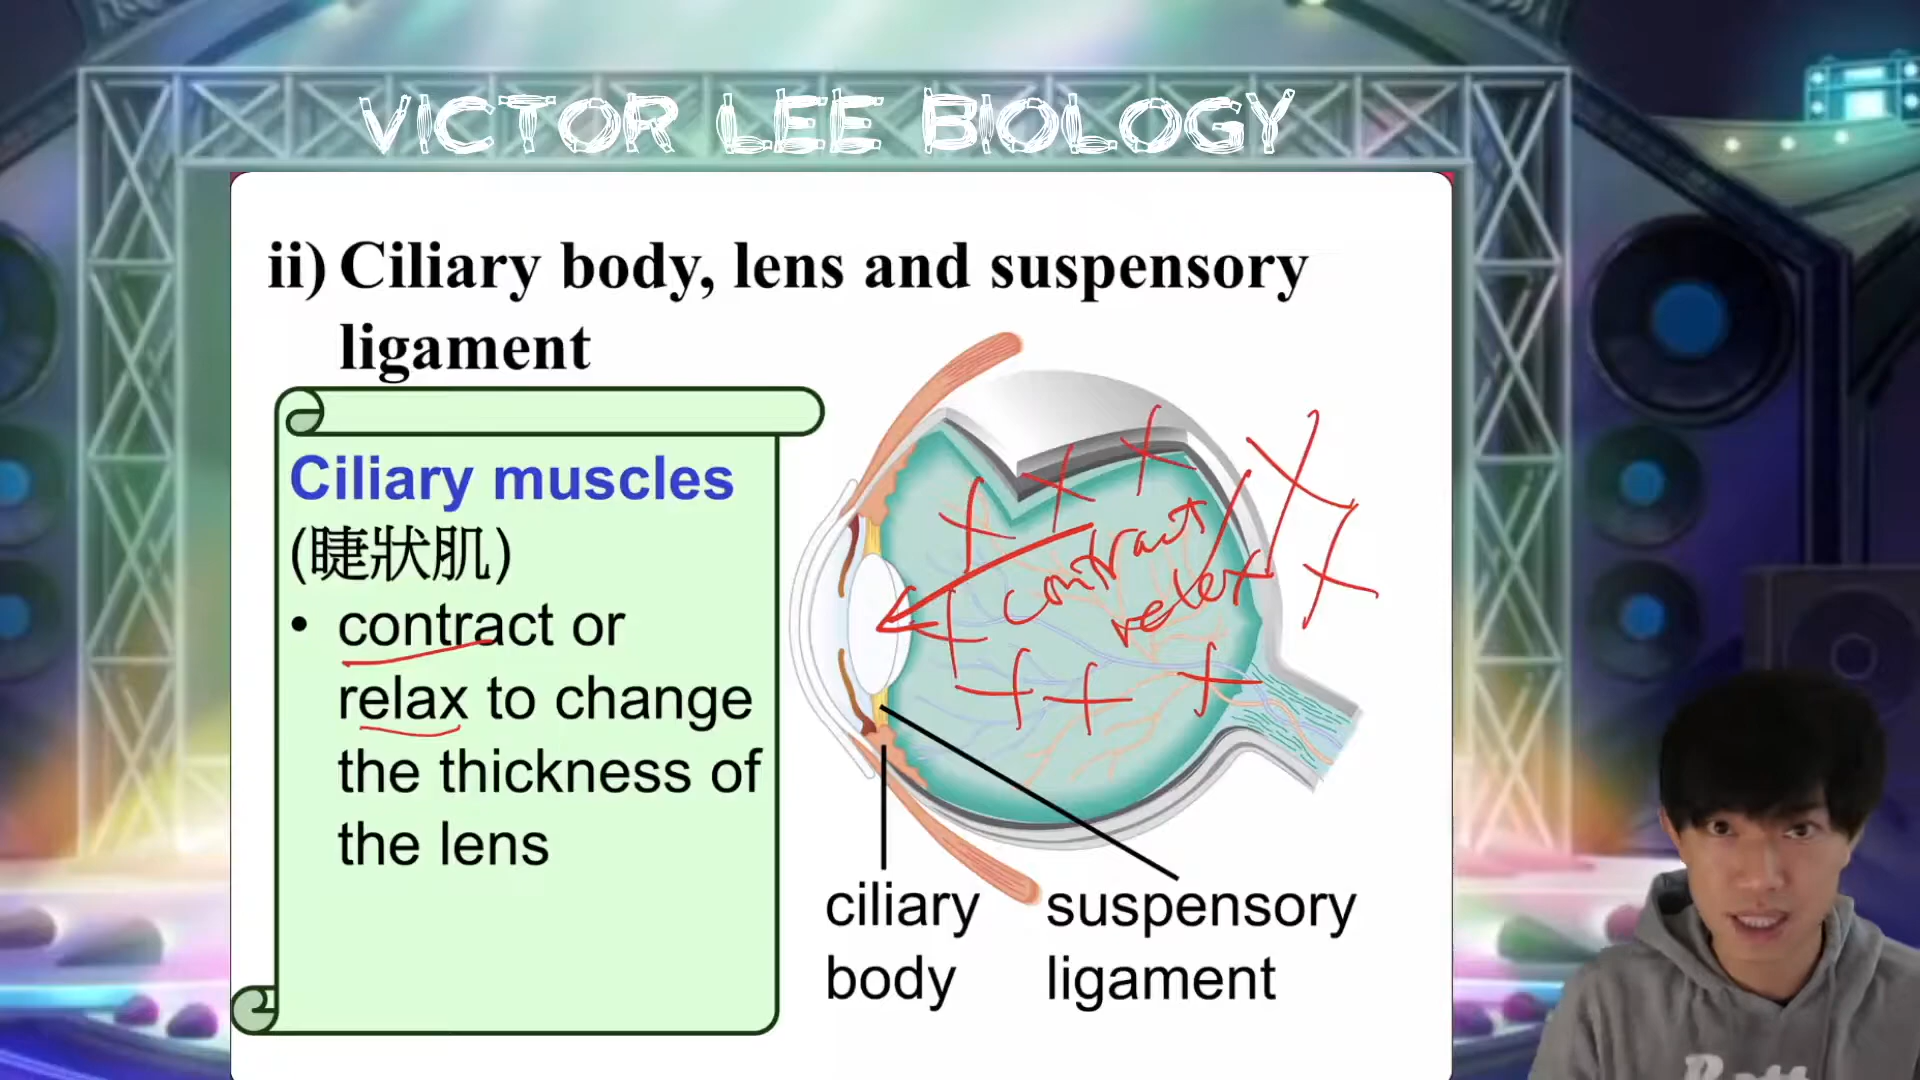 VICTOR LEE BIOLOGY
ii) Ciliary body, lens and suspensory
ligament
Ciliary muscles
(睫狀肌)
• contract or
relax to change
the thickness of
the lens
contract
relex
ciliary
body
suspensory
ligament